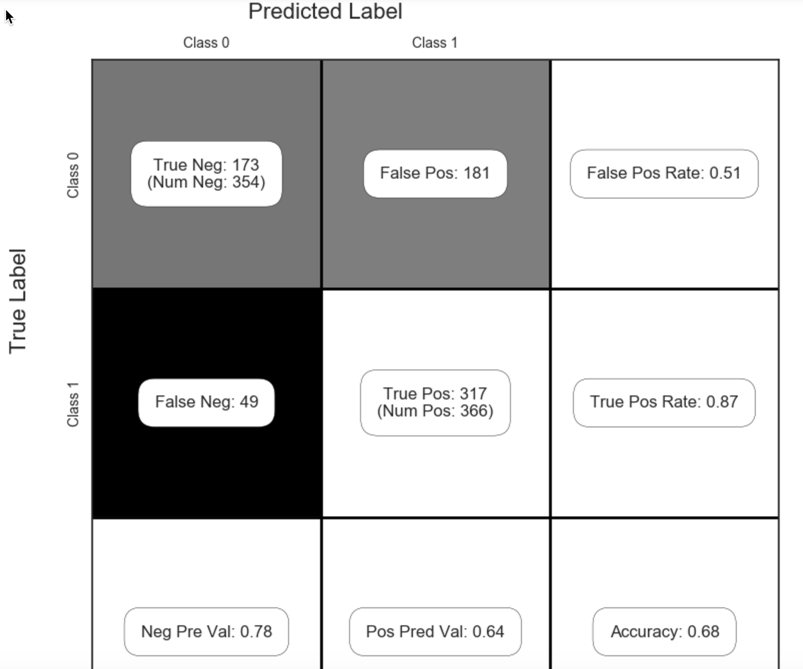 Predicted Label
Class 0
Class 1
True Label
Class 0
True Neg: 173
(Num Neg: 354)
False Pos: 181
False Pos Rate: 0.51
Class 1
False Neg: 49
True Pos: 317
(Num Pos: 366)
True Pos Rate: 0.87
Neg Pre Val: 0.78
Pos Pred Val: 0.64
Accuracy: 0.68